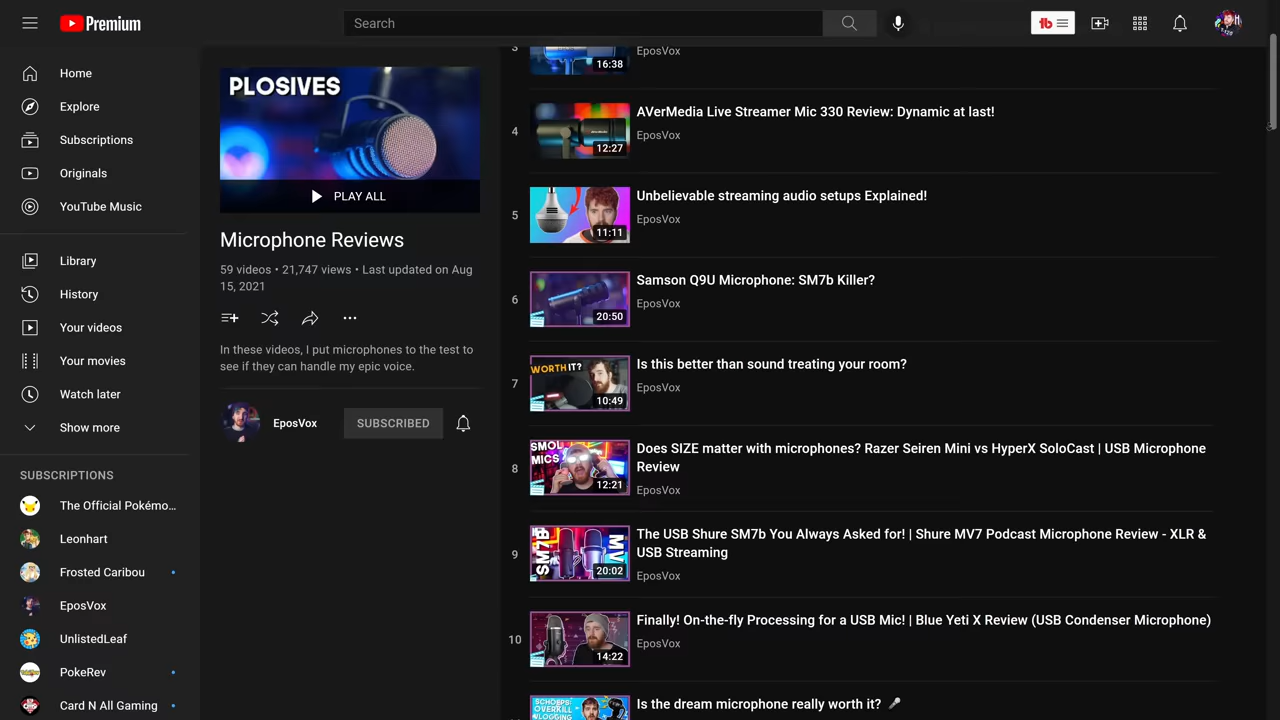 Premium
Search
Home
Explore
Subscriptions
Originals
YouTube Music
Library
History
Your videos
Your movies
Watch later
Show more
SUBSCRIPTIONS
The Official Pokémo...
Leonhart
Frosted Caribou
EposVox
UnlistedLeaf
PokeRev
Card N All Gaming
PLOSIVES
PLAY ALL
Microphone Reviews
59 videos • 21,747 views • Last updated on Aug
15, 2021
In these videos, I put microphones to the test to
see if they can handle my epic voice.
EposVox
SUBSCRIBED
3
16:38
EposVox
4
12:27
AVerMedia Live Streamer Mic 330 Review: Dynamic at last!
EposVox
5
11:11
Unbelievable streaming audio setups Explained!
EposVox
6
20:50
Samson Q9U Microphone: SM7b Killer?
EposVox
7
WORTH IT?
10:49
Is this better than sound treating your room?
EposVox
8
SMOL
MICS
12:21
Does SIZE matter with microphones? Razer Seiren Mini vs HyperX SoloCast | USB Microphone
Review
EposVox
9
SM7B
MV7
20:02
The USB Shure SM7b You Always Asked for! | Shure MV7 Podcast Microphone Review - XLR &
USB Streaming
EposVox
10
14:22
Finally! On-the-fly Processing for a USB Mic! | Blue Yeti X Review (USB Condenser Microphone)
EposVox
SCHOEPS
OVERKILL
VLOGGING
Is the dream microphone really worth it? 🎤